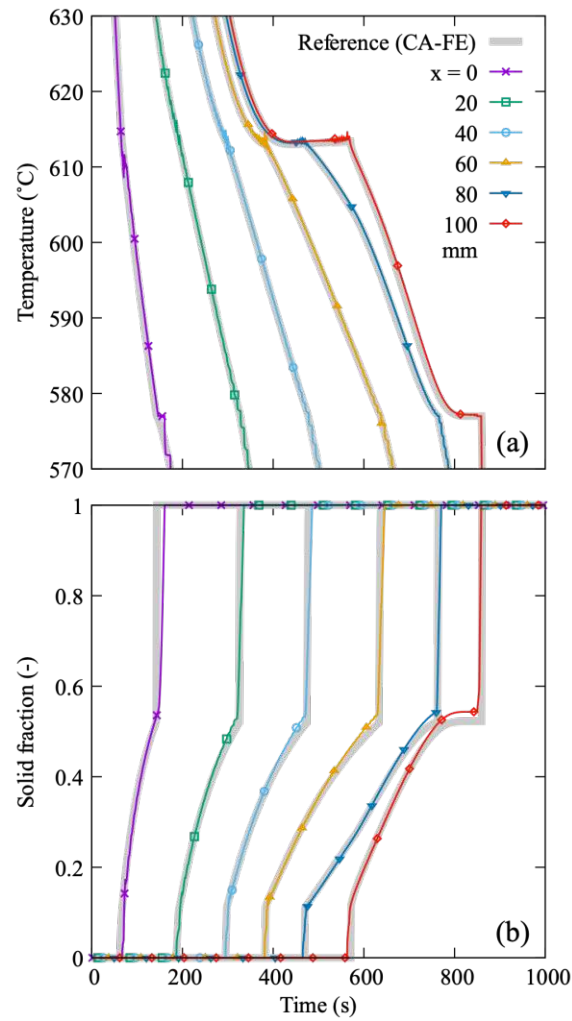 630
620
610
600
590
580
570
Temperature (˚C)
Reference (CA-FE)
x = 0
20
40
60
80
100
mm
(a)
1
0.8
0.6
0.4
0.2
0
Solid fraction (-)
(b)
0 200 400 600 800 1000
Time (s)